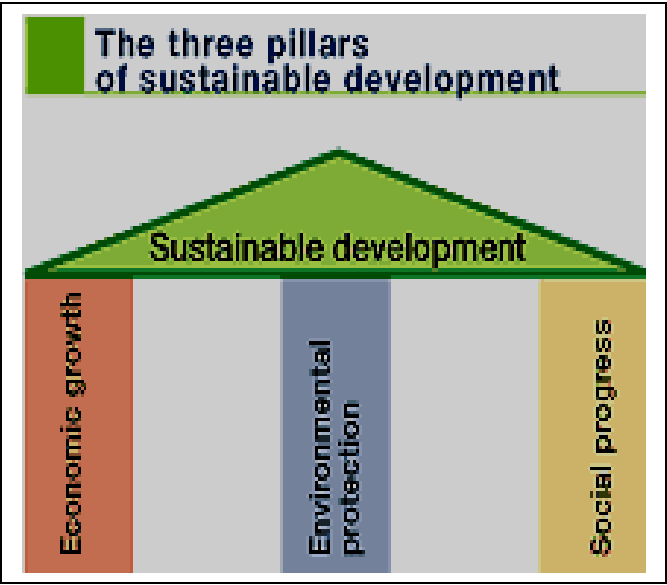 The three pillars
of sustainable development
Sustainable development
Economic growth
Environmental
protection
Social progress